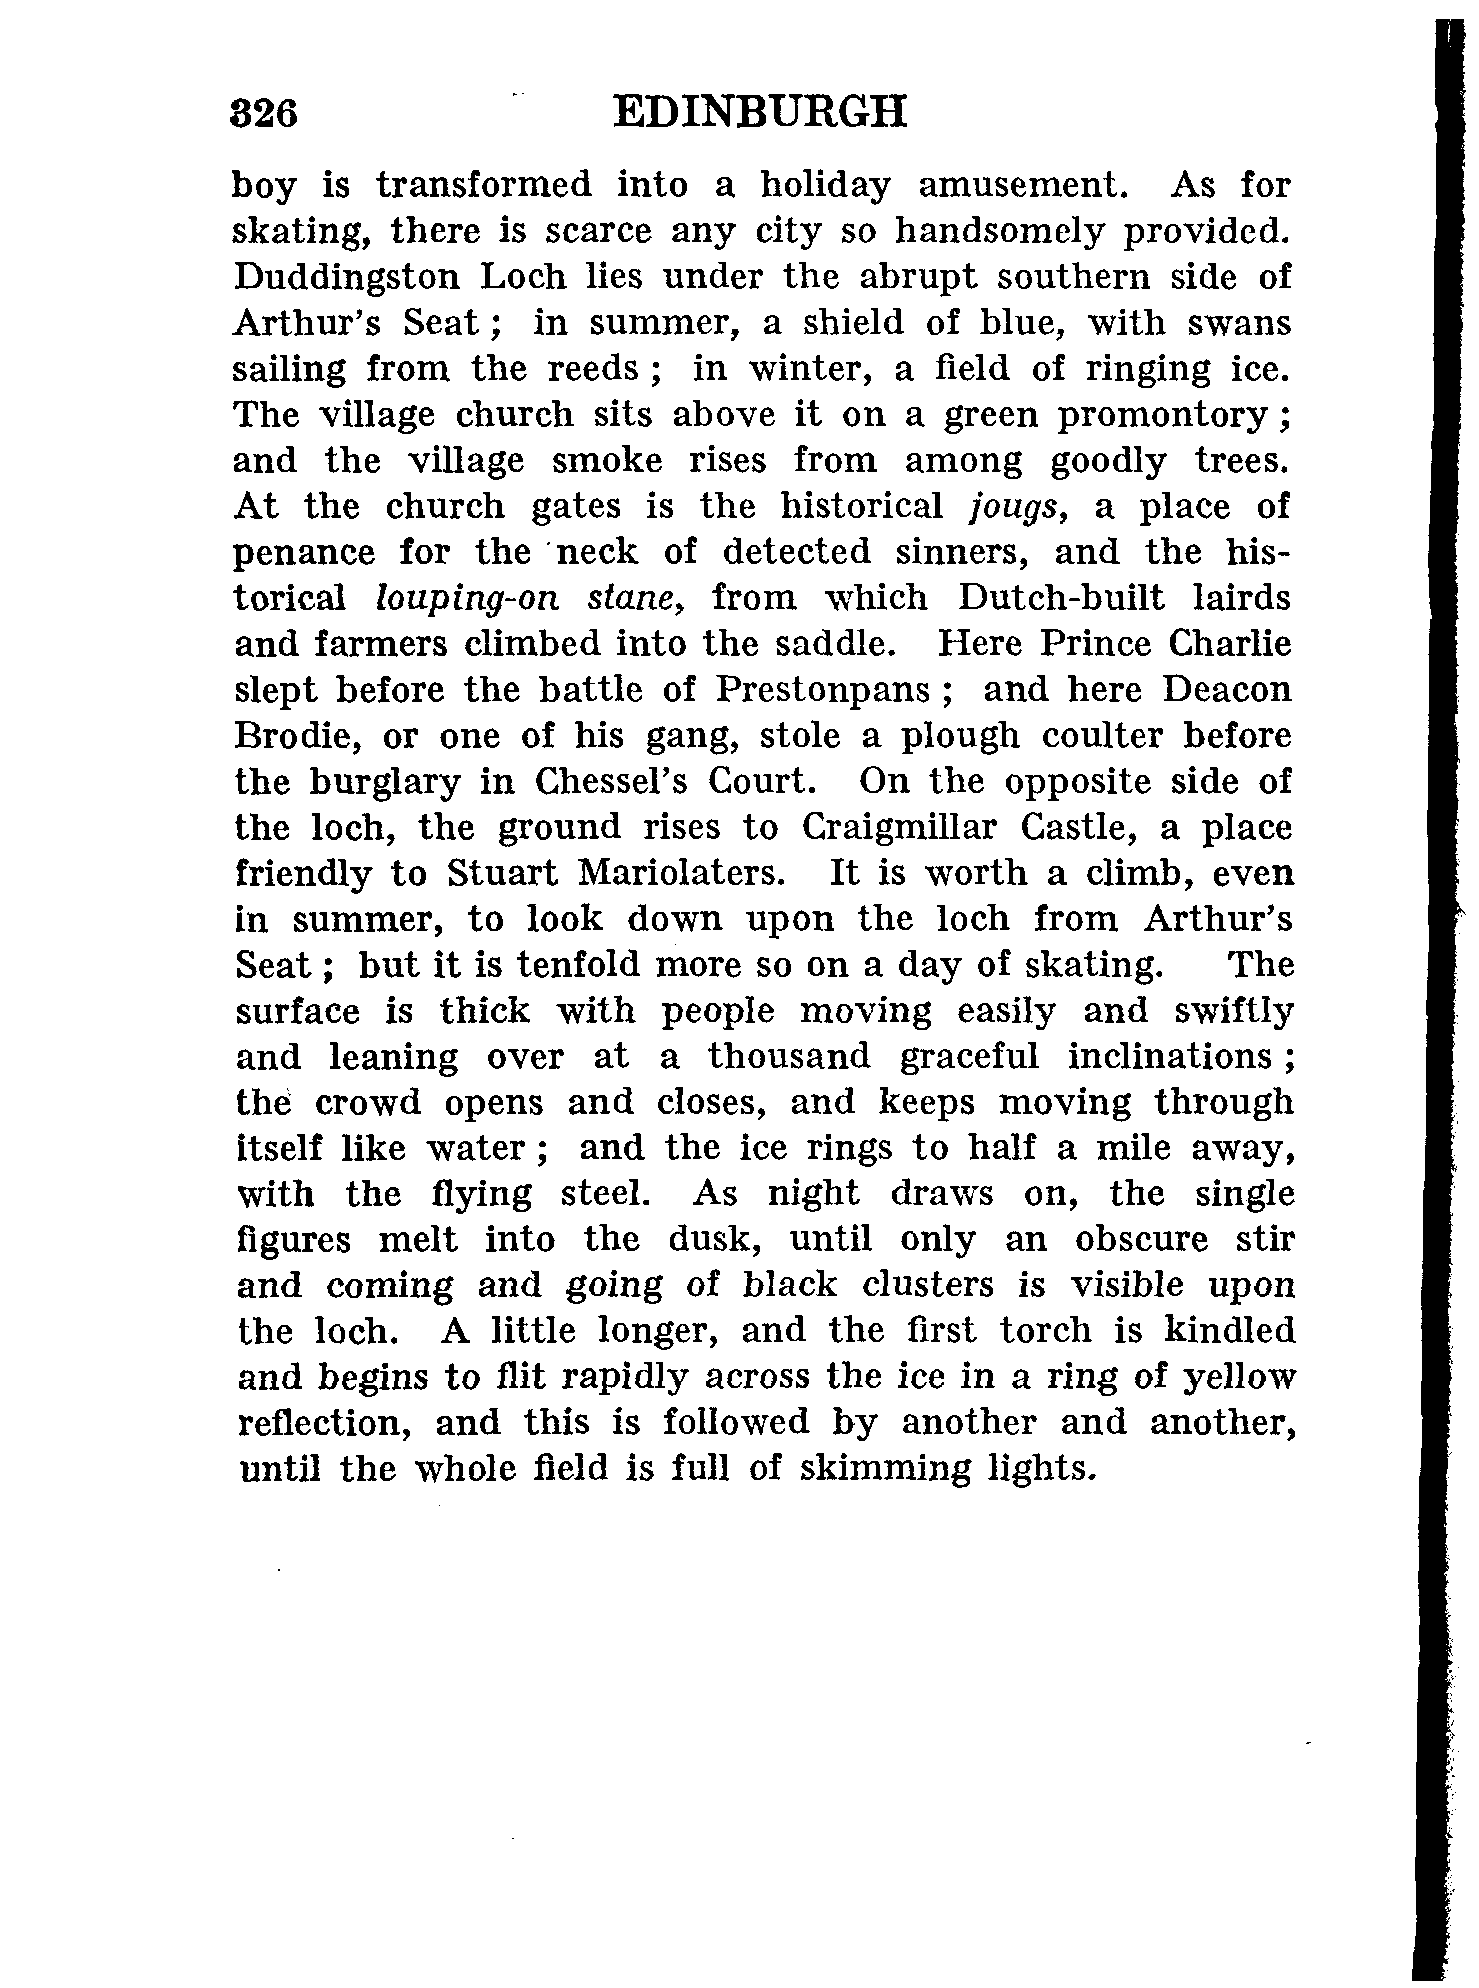 326 EDINBURGH
boy is transformed into a holiday amusement. As for
skating, there is scarce any city so handsomely provided.
Duddingston Loch lies under the abrupt southern side of
Arthur's Seat ; in summer, a shield of blue, with swans
sailing from the reeds ; in winter, a field of ringing ice.
The village church sits above it on a green promontory ;
and the village smoke rises from among goodly trees.
At the church gates is the historical jougs, a place of
penance for the neck of detected sinners, and the his-
torical louping-on stane, from which Dutch-built lairds
and farmers climbed into the saddle. Here Prince Charlie
slept before the battle of Prestonpans ; and here Deacon
Brodie, or one of his gang, stole a plough coulter before
the burglary in Chessel's Court. On the opposite side of
the loch, the ground rises to Craigmillar Castle, a place
friendly to Stuart Mariolaters. It is worth a climb, even
in summer, to look down upon the loch from Arthur's
Seat ; but it is tenfold more so on a day of skating. The
surface is thick with people moving easily and swiftly
and leaning over at a thousand graceful inclinations ;
the crowd opens and closes, and keeps moving through
itself like water ; and the ice rings to half a mile away,
with the flying steel. As night draws on, the single
figures melt into the dusk, until only an obscure stir
and coming and going of black clusters is visible upon
the loch. A little longer, and the first torch is kindled
and begins to flit rapidly across the ice in a ring of yellow
reflection, and this is followed by another and another,
until the whole field is full of skimming lights.